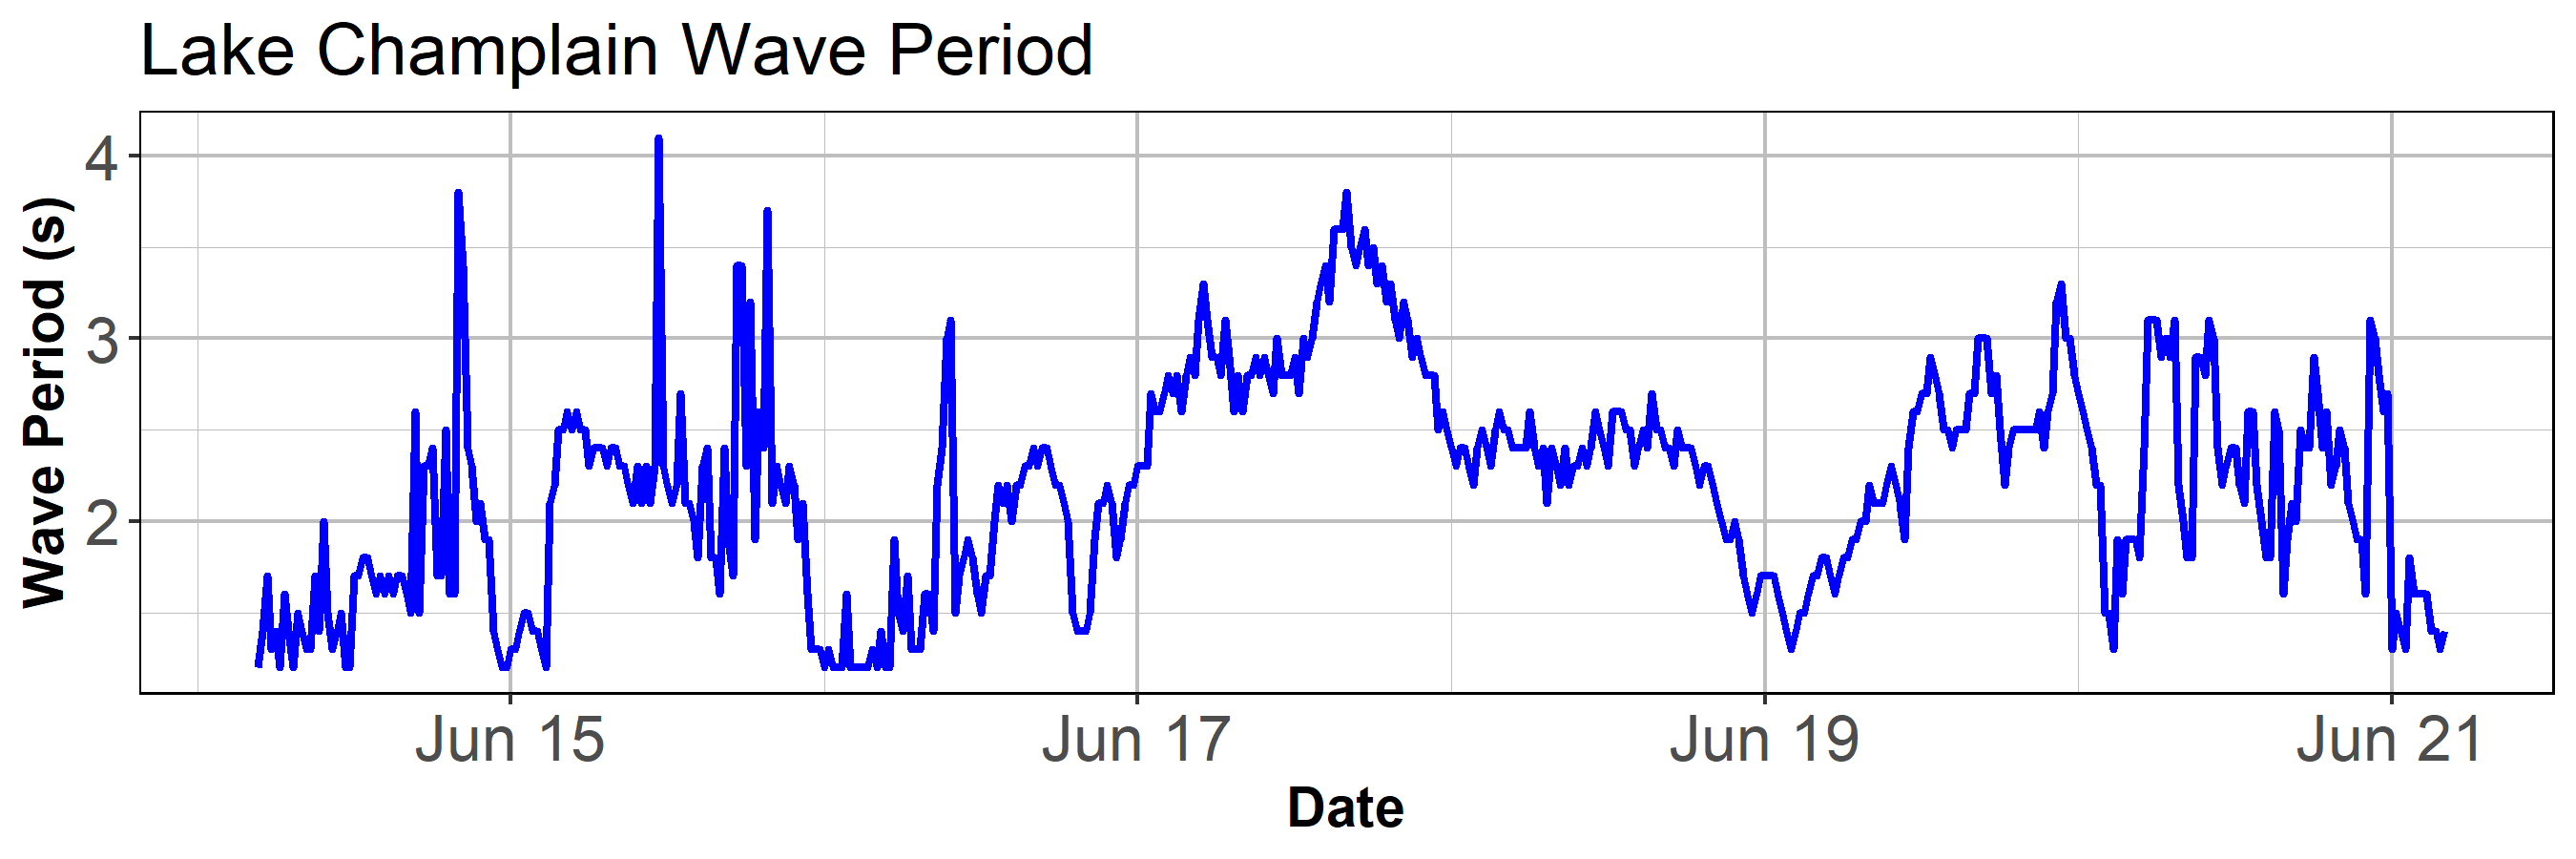 Lake Champlain Wave Period
Wave Period (s)
4
3
2
Jun 15 Jun 17 Jun 19 Jun 21
Date